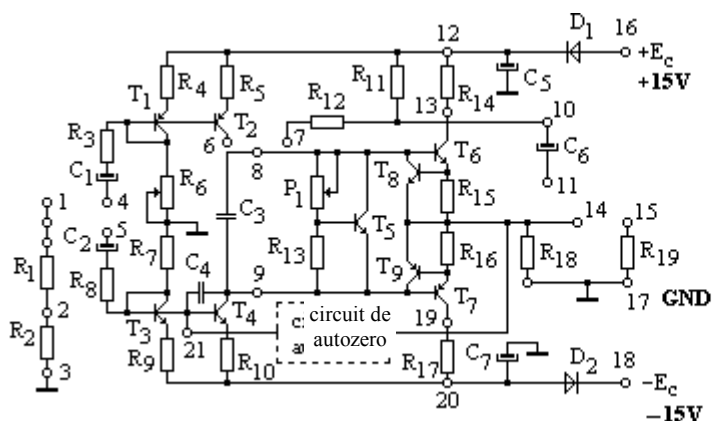 12 D1 16
+Ec
+15V
R4 R5 R11 R12 C5 R14
T1 T2 13 10
R3 6 7 T6 C6
C1 4 8 T8 R15 11
1 5 R6 P1 C3 T5 14 15
C2 R7 R13 R16 R18 R19
R1 R8 C4 9 T9 T7 17 GND
2 T3 T4 circuit de 19
autozero
R2 21 R9 R10 R17 C7 D2 18
3 20 −Ec
−15V